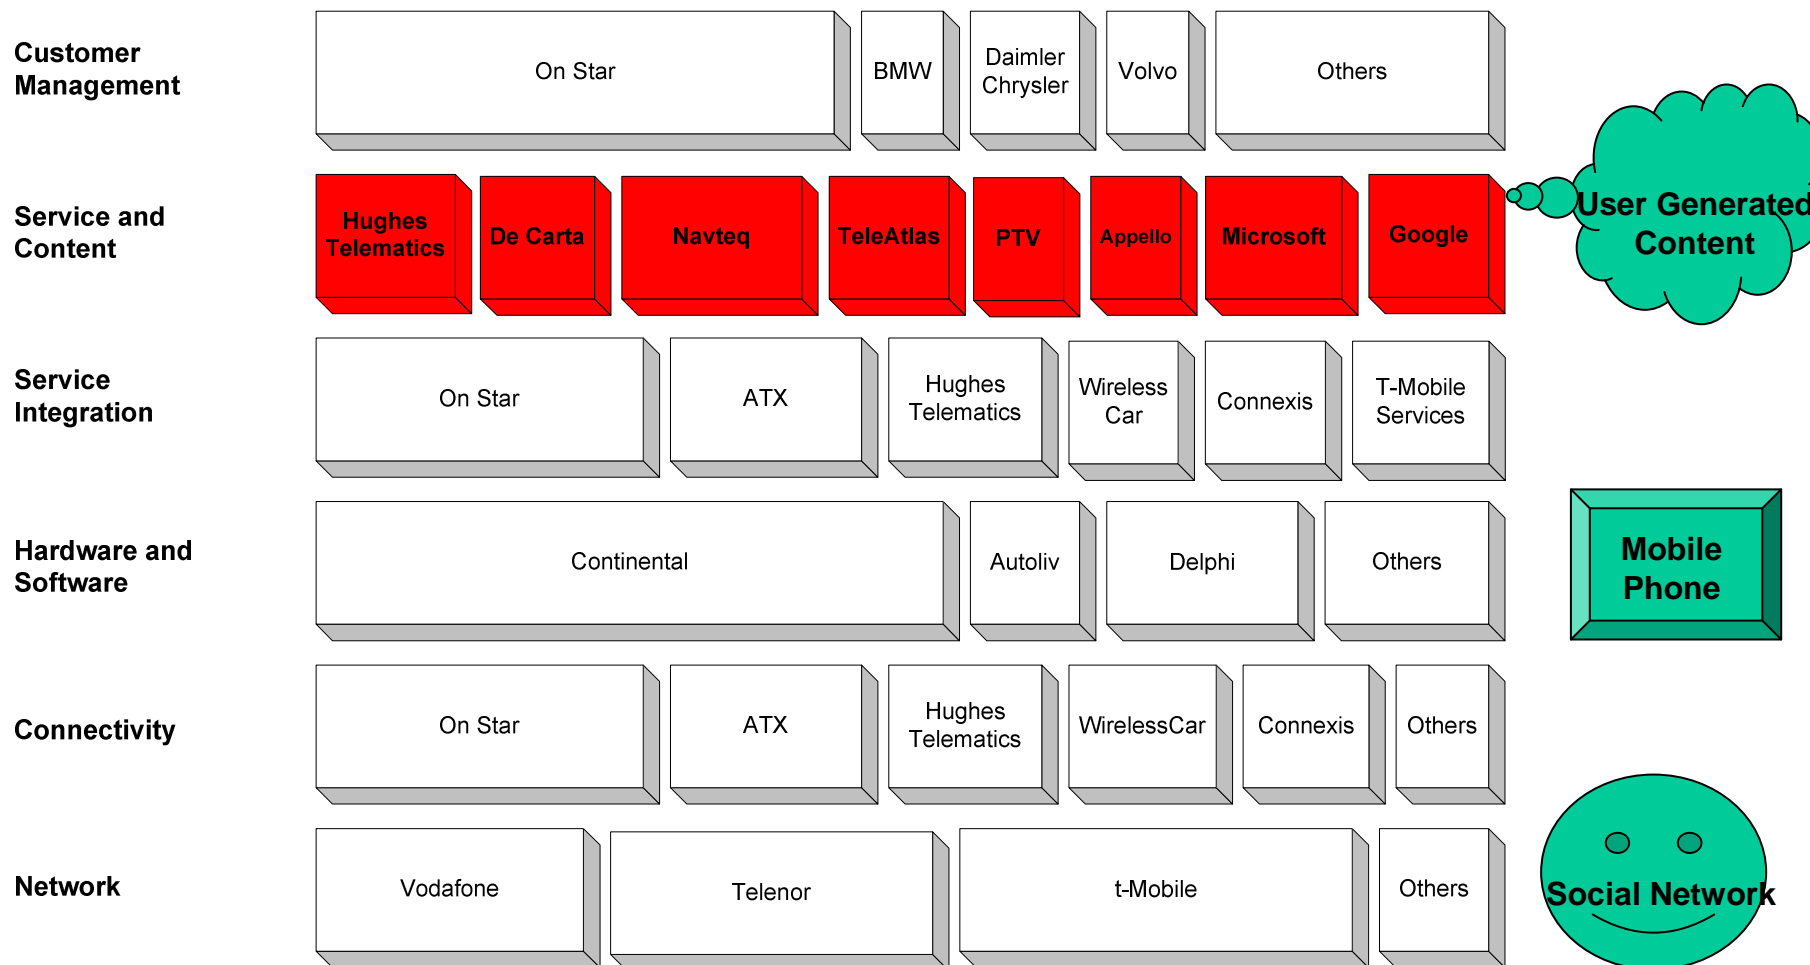 Customer
Management
On Star
BMW
Daimler
Chrysler
Volvo
Others
Service and
Content
Hughes
Telematics
De Carta
Navteq
TeleAtlas
PTV
Appello
Microsoft
Google
User Generated
Content
Service
Integration
On Star
ATX
Hughes
Telematics
Wireless
Car
Connexis
T-Mobile
Services
Hardware and
Software
Continental
Autoliv
Delphi
Others
Mobile
Phone
Connectivity
On Star
ATX
Hughes
Telematics
WirelessCar
Connexis
Others
Network
Vodafone
Telenor
t-Mobile
Others
Social Network